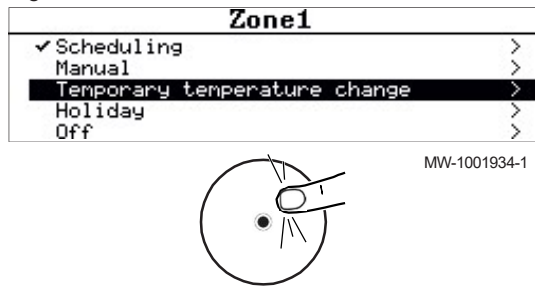 Zone1
✓ Scheduling >
Manual >
Temporary temperature change >
Holiday >
Off >
MW-1001934-1